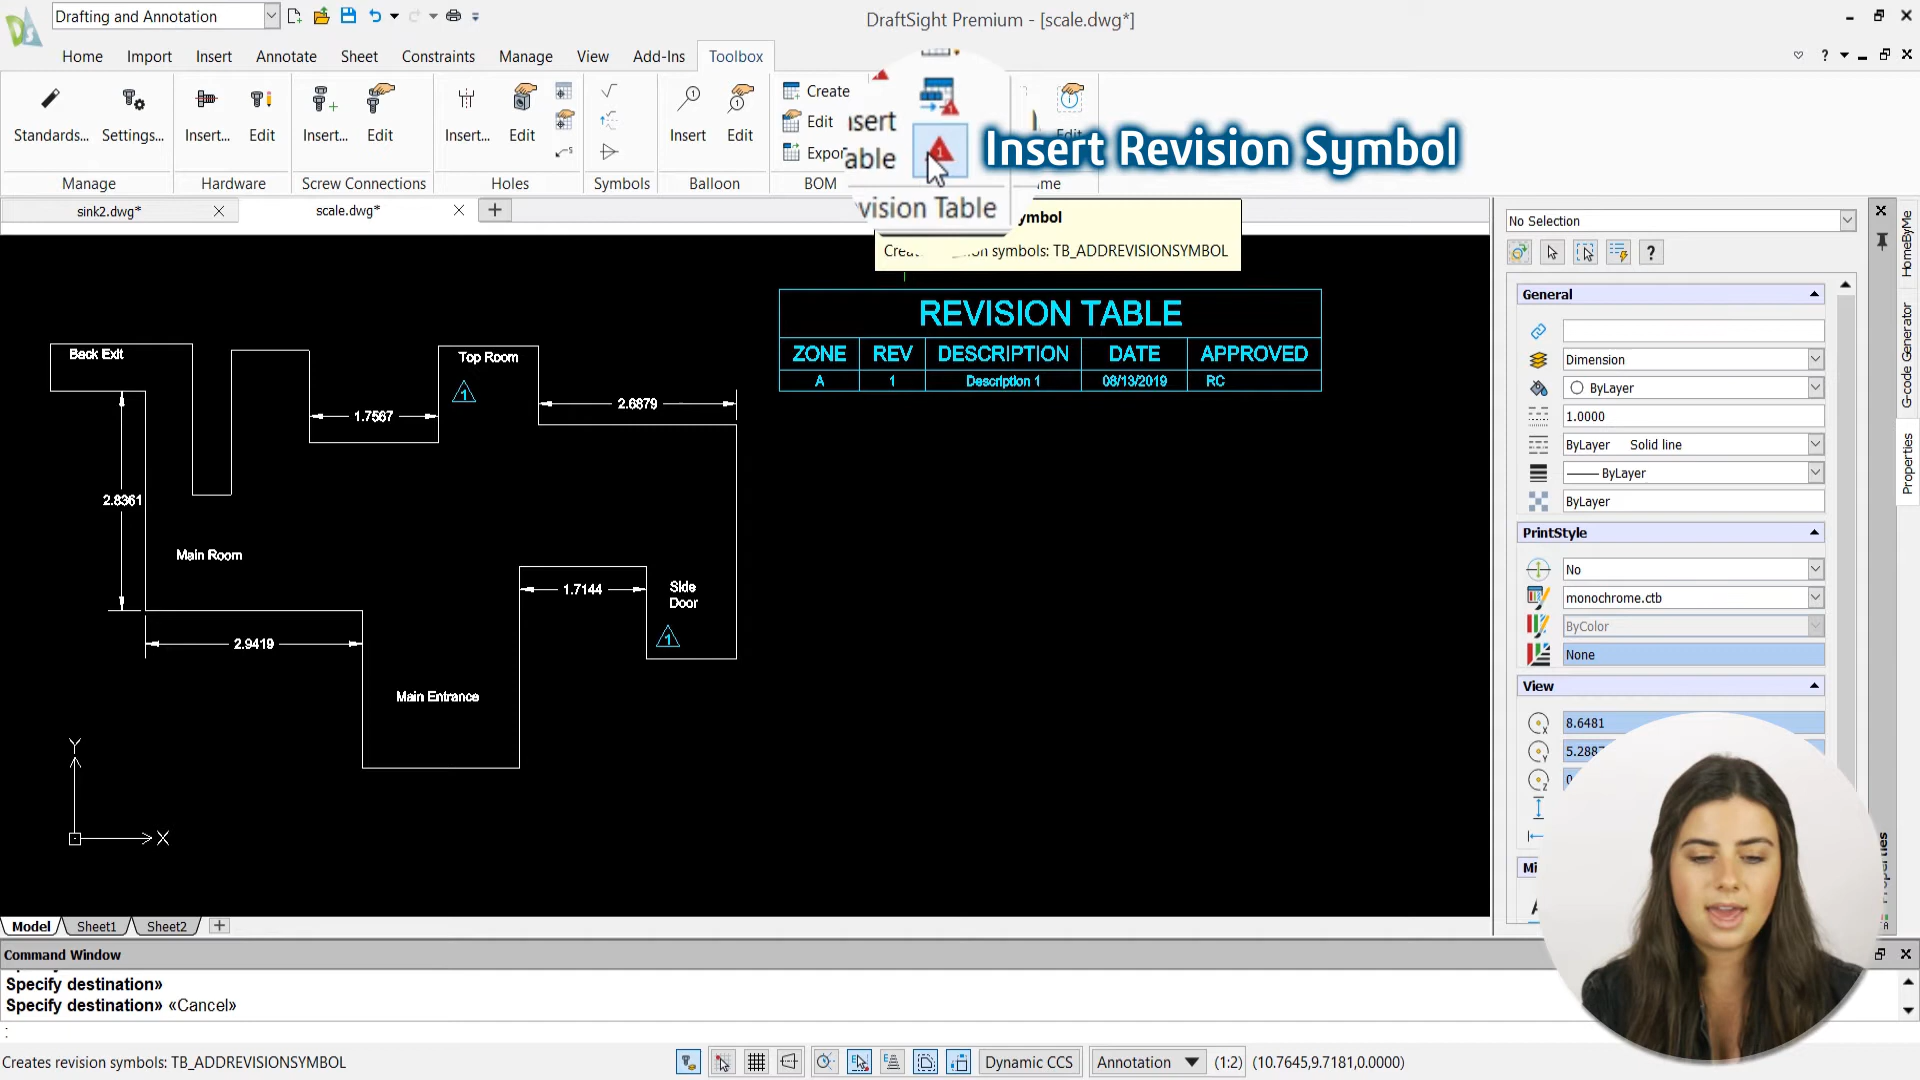 Drafting and Annotation
DraftSight Premium - [scale.dwg*]
Home Import Insert Annotate Sheet Constraints Manage View Add-Ins Toolbox
Standards... Settings... Insert... Edit Insert... Edit Insert... Edit Insert Edit
Create
Edit
Insert Revision Symbol
Manage Hardware Screw Connections Holes Symbols Balloon BOM
sink2.dwg* scale.dwg*
Creates revision symbols: TB_ADDREVISIONSYMBOL
REVISION TABLE
ZONE REV DESCRIPTION DATE APPROVED
A 1 Description 1 08/13/2019 RC
Back Exit
Top Room
1
1.7567
2.6879
2.8361
Main Room
1.7144
Side
Door
1
2.9419
Main Entrance
Y
X
No Selection
General
Dimension
ByLayer
1.0000
ByLayer Solid line
ByLayer
ByLayer
PrintStyle
No
monochrome.ctb
ByColor
None
View
8.6481
HomeByMe
G-code Generator
Properties
Model Sheet1 Sheet2
Command Window
Specify destination»
Specify destination» «Cancel»
:
Creates revision symbols: TB_ADDREVISIONSYMBOL
Dynamic CCS Annotation (1:2) (10.7645,9.7181,0.0000)